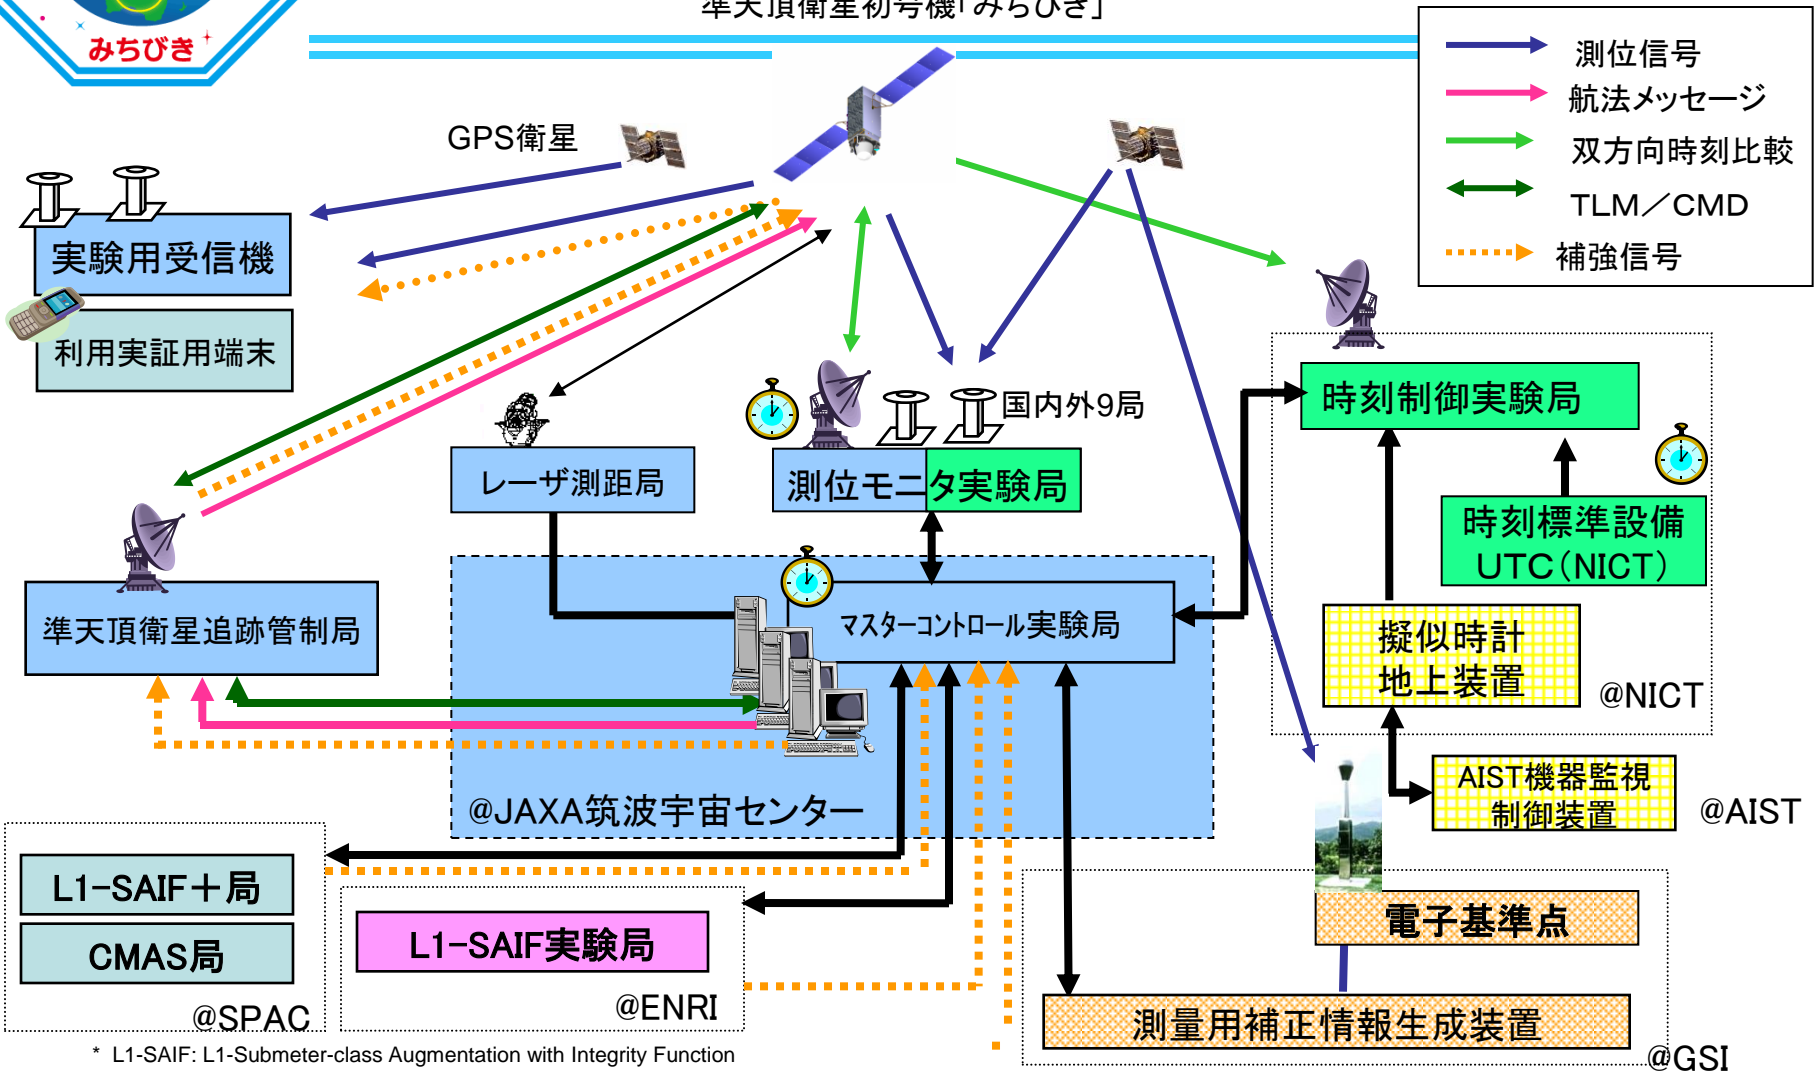 準天頂衛星初号機「みちびき」
みちびき
測位信号
航法メッセージ
双方向時刻比較
TLM/CMD
補強信号
GPS衛星
実験用受信機
利用実証用端末
国内外9局
レーザ測距局
測位モニタ実験局
時刻制御実験局
時刻標準設備
UTC(NICT)
準天頂衛星追跡管制局
マスターコントロール実験局
擬似時計
地上装置
@NICT
@JAXA筑波宇宙センター
AIST機器監視
制御装置
@AIST
L1-SAIF+局
CMAS局
@SPAC
L1-SAIF実験局
@ENRI
電子基準点
測量用補正情報生成装置
@GSI
* L1-SAIF: L1-Submeter-class Augmentation with Integrity Function